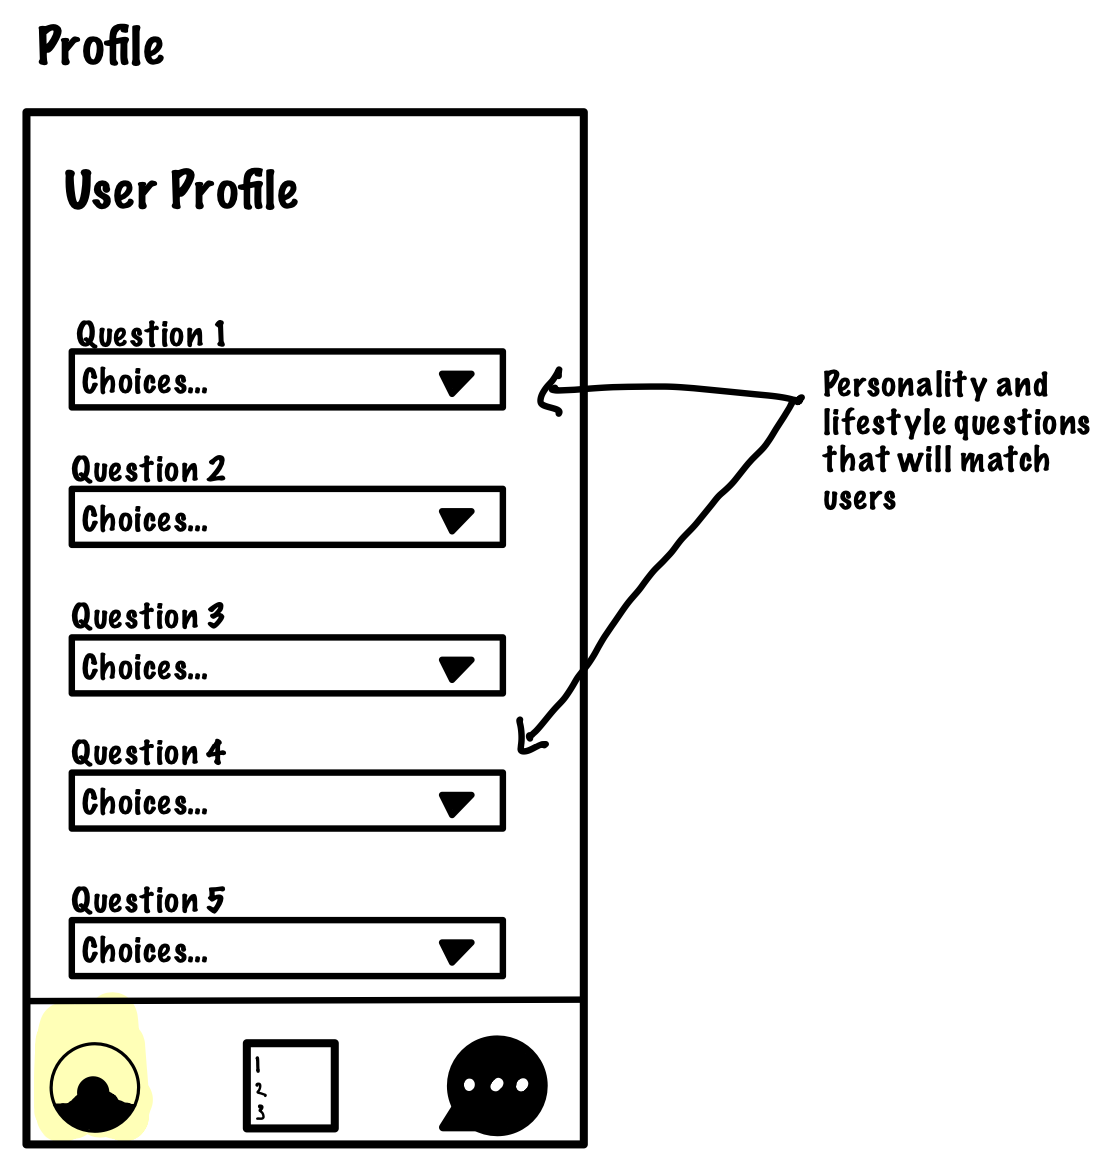 Profile
User Profile
Question 1
Choices...
Question 2
Choices...
Question 3
Choices...
Question 4
Choices...
Question 5
Choices...
Personality and
lifestyle questions
that will match
users
1
2
3